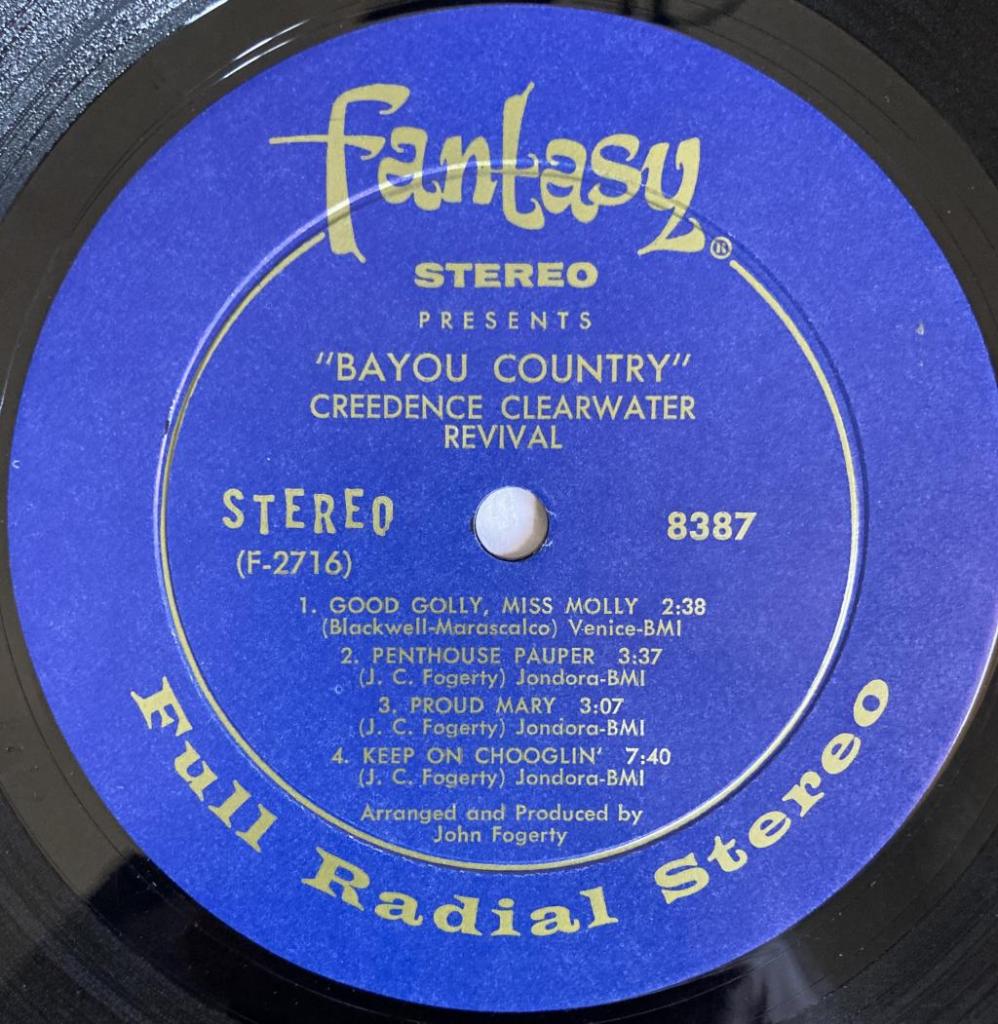 fantasy®
STEREO
PRESENTS
"BAYOU COUNTRY"
CREEDENCE CLEARWATER
REVIVAL
STEREO
(F-2716)
8387
1. GOOD GOLLY, MISS MOLLY 2:38
(Blackwell-Marascalco) Venice-BMI
2. PENTHOUSE PAUPER 3:37
(J. C. Fogerty) Jondora-BMI
3. PROUD MARY 3:07
(J. C. Fogerty) Jondora-BMI
4. KEEP ON CHOOGLIN' 7:40
(J. C. Fogerty) Jondora-BMI
Arranged and Produced by
John Fogerty
Full Radial Stereo